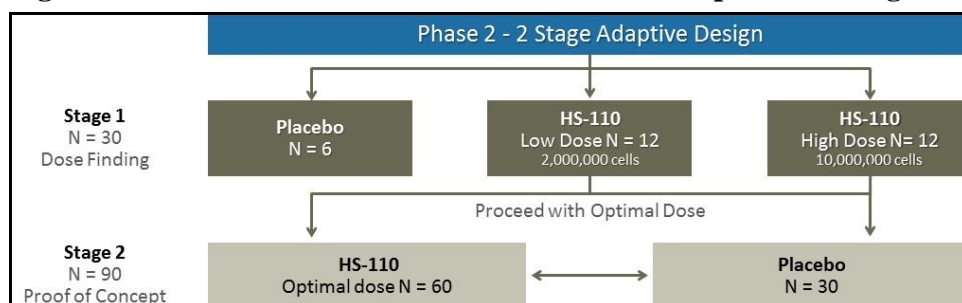 Phase 2 - 2 Stage Adaptive Design
Stage 1
N = 30
Dose Finding
Placebo
N = 6
HS-110
Low Dose N = 12
2,000,000 cells
HS-110
High Dose N= 12
10,000,000 cells
Proceed with Optimal Dose
Stage 2
N = 90
Proof of Concept
HS-110
Optimal dose N = 60
Placebo
N = 30